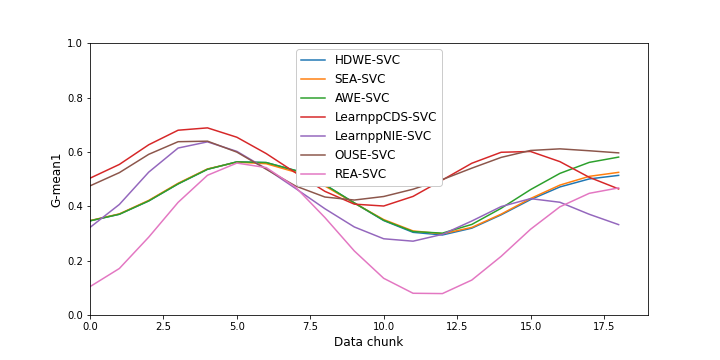 1.0
0.8
0.6
0.4
0.2
0.0
G-mean1
HDWE-SVC
SEA-SVC
AWE-SVC
LearnppCDS-SVC
LearnppNIE-SVC
OUSE-SVC
REA-SVC
0.0 2.5 5.0 7.5 10.0 12.5 15.0 17.5
Data chunk